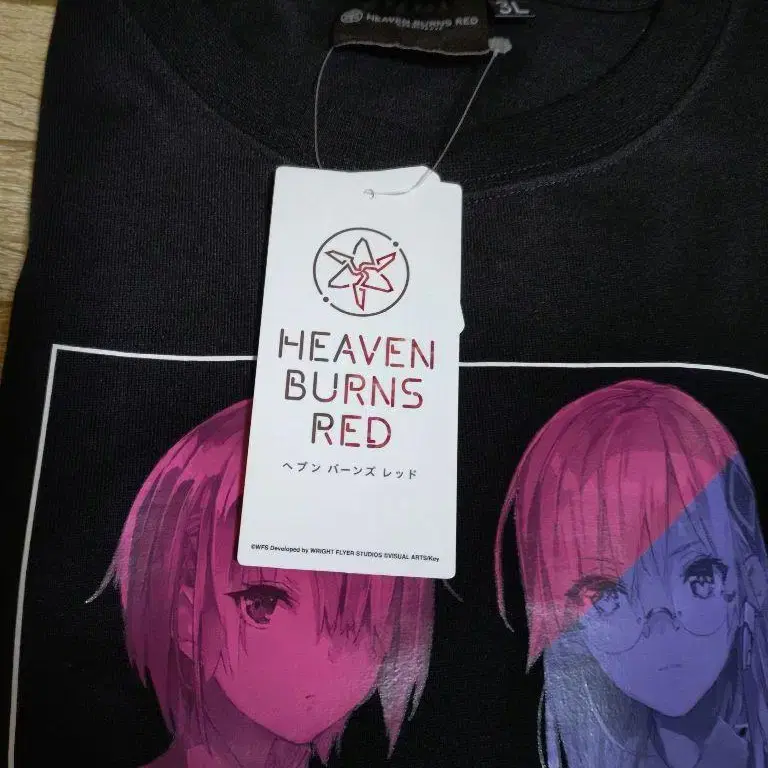 HEAVEN BURNS RED
3L
HEAVEN
BURNS
RED
ヘブン バーンズ レッド
©WFS Developed by WRIGHT FLYER STUDIOS ©VISUAL ARTS/Key